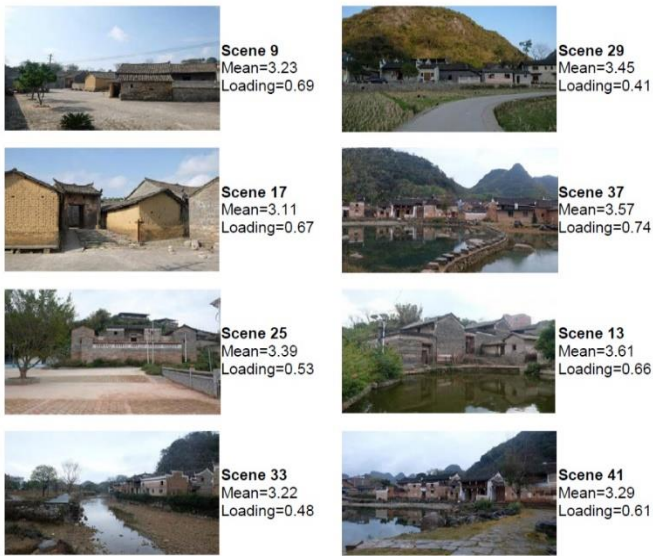 Scene 9
Mean=3.23
Loading=0.69
Scene 29
Mean=3.45
Loading=0.41
Scene 17
Mean=3.11
Loading=0.67
Scene 37
Mean=3.57
Loading=0.74
Scene 25
Mean=3.39
Loading=0.53
Scene 13
Mean=3.61
Loading=0.66
Scene 33
Mean=3.22
Loading=0.48
Scene 41
Mean=3.29
Loading=0.61